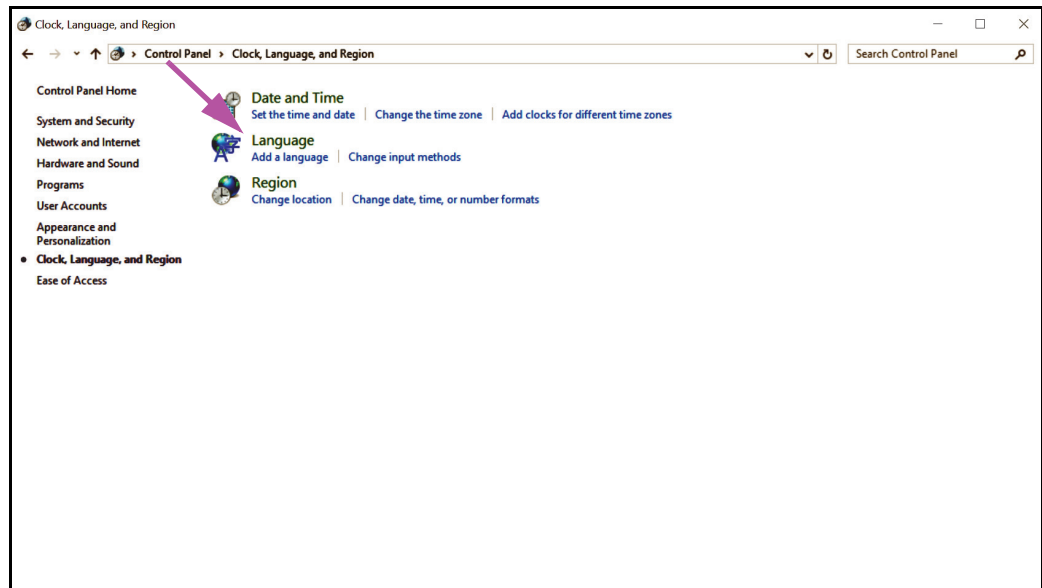 Clock, Language, and Region
Control Panel › Clock, Language, and Region
Search Control Panel
Control Panel Home
System and Security
Network and Internet
Hardware and Sound
Programs
User Accounts
Appearance and
Personalization
Clock, Language, and Region
Ease of Access
Date and Time
Set the time and date | Change the time zone | Add clocks for different time zones
Language
Add a language | Change input methods
Region
Change location | Change date, time, or number formats